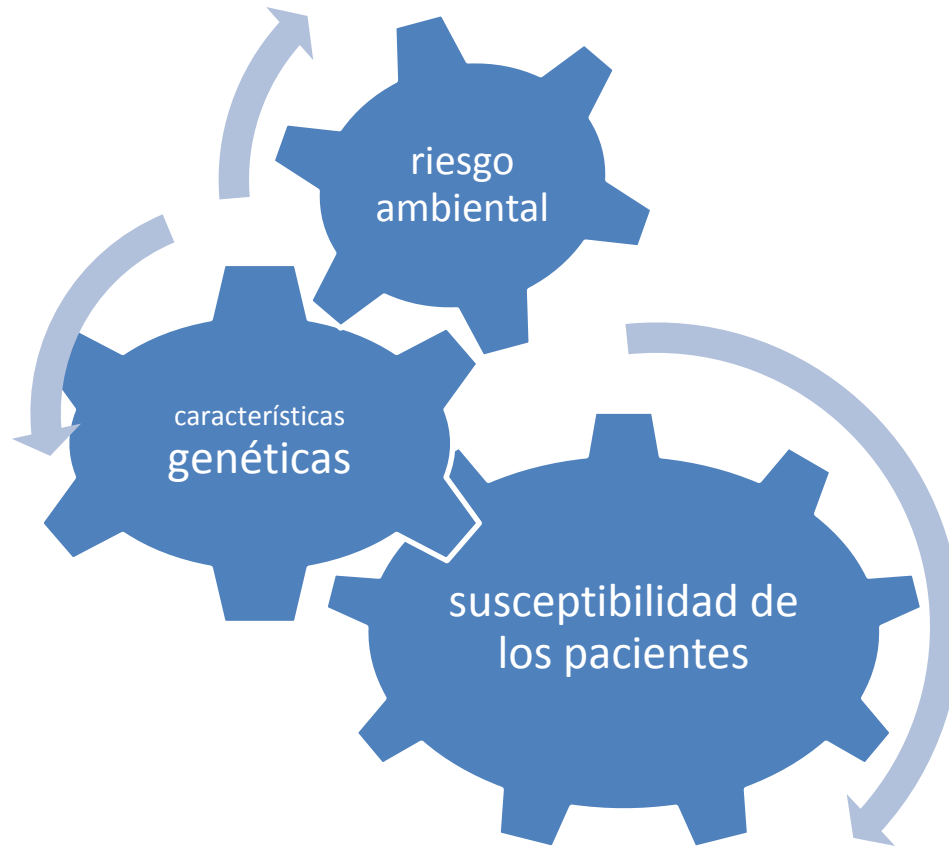 riesgo
ambiental
características
genéticas
susceptibilidad de
los pacientes